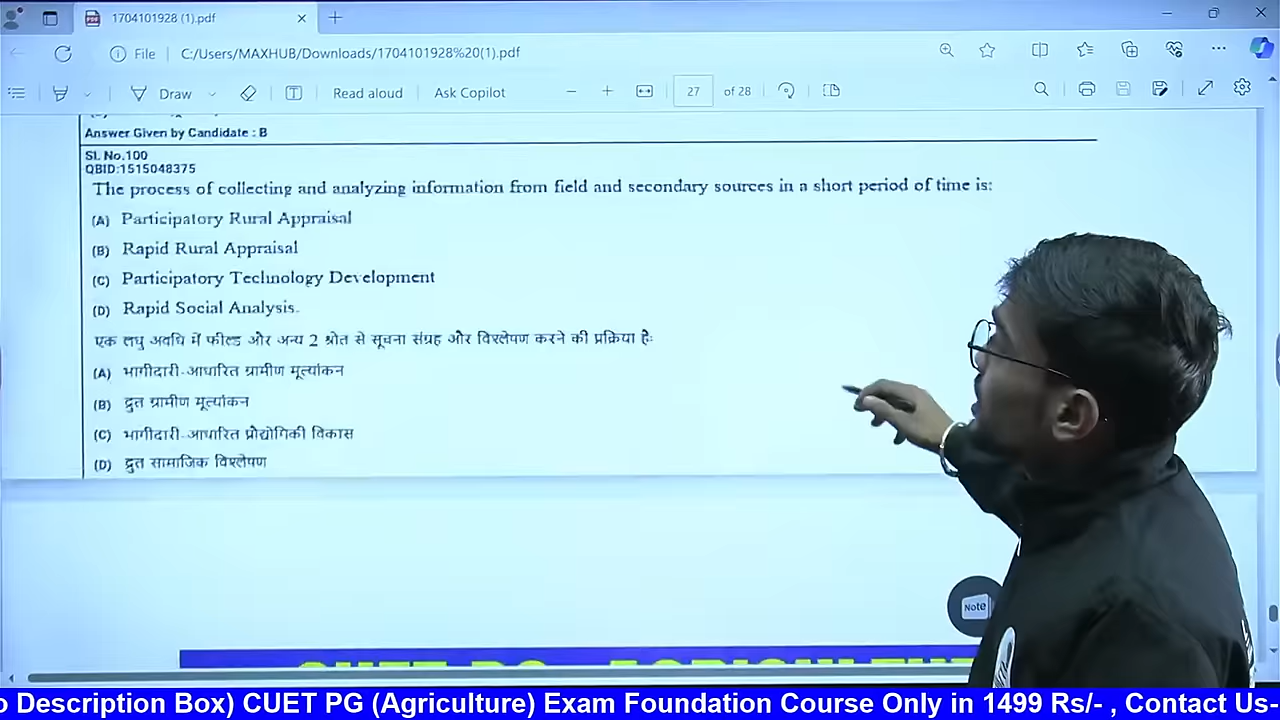 1704101928 (1).pdf
File
C:/Users/MAXHUB/Downloads/1704101928%20(1).pdf
Draw
Read aloud
Ask Copilot
27
of 28
Answer Given by Candidate : B
SL No.100
QBID:1515048375
The process of collecting and analyzing information from field and secondary sources in a short period of time is:
(A) Participatory Rural Appraisal
(B) Rapid Rural Appraisal
(C) Participatory Technology Development
(D) Rapid Social Analysis.
एक लघु अवधि में फील्ड और अन्य 2 श्रोत से सूचना संग्रह और विश्लेषण करने की प्रक्रिया है:
(A) भागीदारी-आधारित ग्रामीण मूल्यांकन
(B) द्रुत ग्रामीण मूल्यांकन
(C) भागीदारी-आधारित प्रौद्योगिकी विकास
(D) द्रुत सामाजिक विश्लेषण
Note
Description Box) CUET PG (Agriculture) Exam Foundation Course Only in 1499 Rs/- , Contact Us-